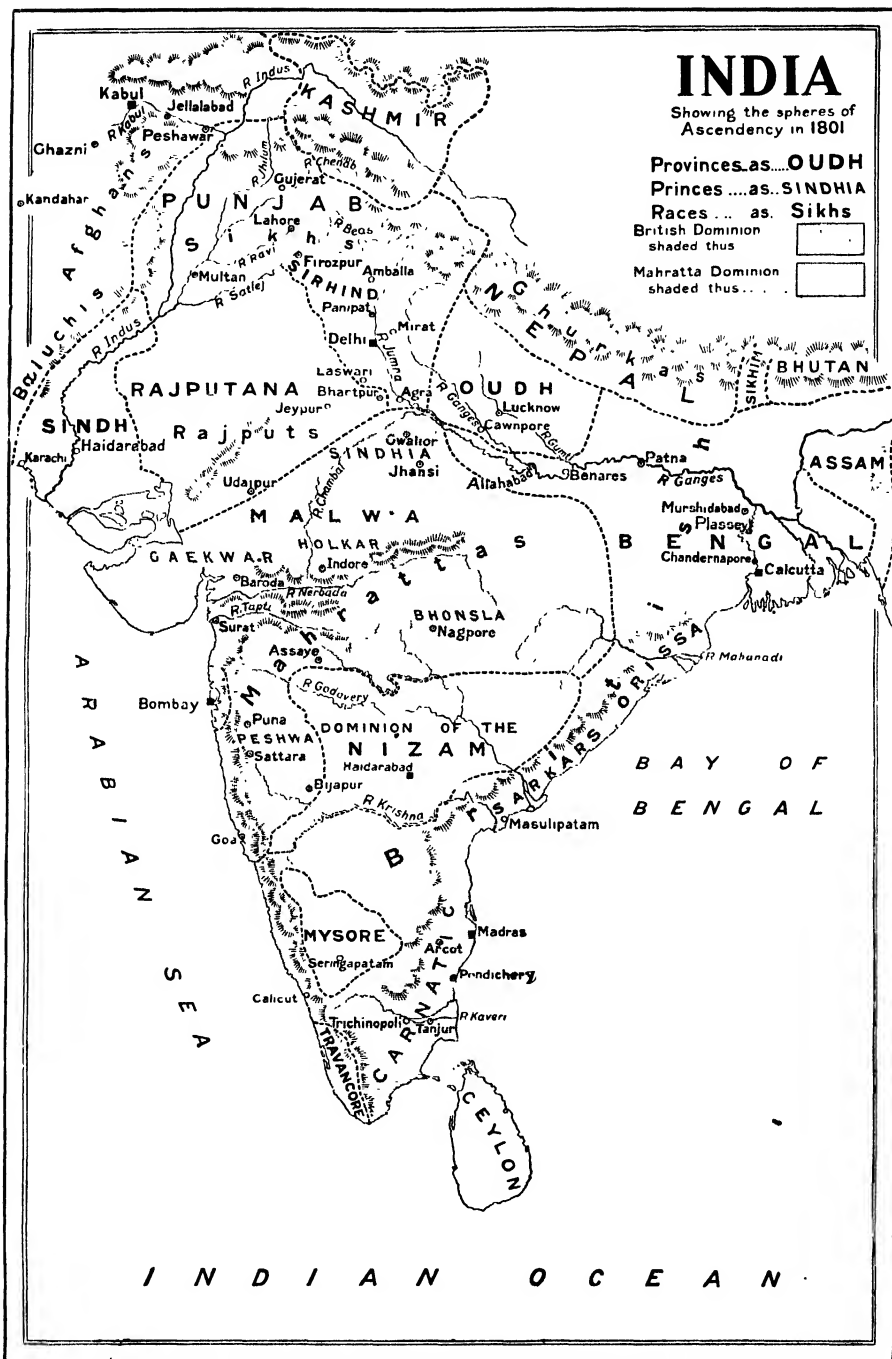 INDIA
Showing the spheres of
Ascendency in 1801
Provinces as.... OUDH
Princes .... as.. SINDHIA
Races ... as. Sikhs
British Dominion
shaded thus
Mahratta Dominion
shaded thus.. . .
R Indus
Kabul
Jellalabad
R Kabul
Peshawar
Ghazni
Kandahar
Afghans
Baluchis
KASHMIR
R Jhilum
R Chenab
Gujerat
PUNJAB
Lahore
R Beas
Sikhs
R Ravi
Firozpur
Multan
R Satlej
SIRHIND
Amballa
Panipat
Delhi
Mirat
R Jumna
R Indus
NEPAL
Ghurkas
SIKHIM
BHUTAN
RAJPUTANA
Rajputs
Laswari
Bhartpur
Jeypur
Agra
OUDH
R Ganges
Lucknow
Cawnpore
R Gumti
SINDH
Karachi
Haidarabad
Gwalior
SINDHIA
Jhansi
R Chambal
Udaipur
Allahabad
Benares
Patna
R Ganges
ASSAM
Murshidabad
Plassey
BENGAL
Chandernapore
Calcutta
MALWA
HOLKAR
Indore
GAEKWAR
Baroda
R Nerbada
R Tapti
Surat
Mahrattas
BHONSLA
Nagpore
Assaye
R Mahanadi
ORISSA
R Godavery
Bombay
Puna
PESHWA
Sattara
Bijapur
DOMINION OF THE
NIZAM
Haidarabad
R Krishna
SARKARS
Masulipatam
British
Goa
MYSORE
Seringapatam
Arcot
Madras
Pondichery
CARNATIC
Calicut
Trichinopoli
Tanjur
R Kaveri
TRAVANCORE
CEYLON
ARABIAN SEA
BAY OF
BENGAL
INDIAN OCEAN